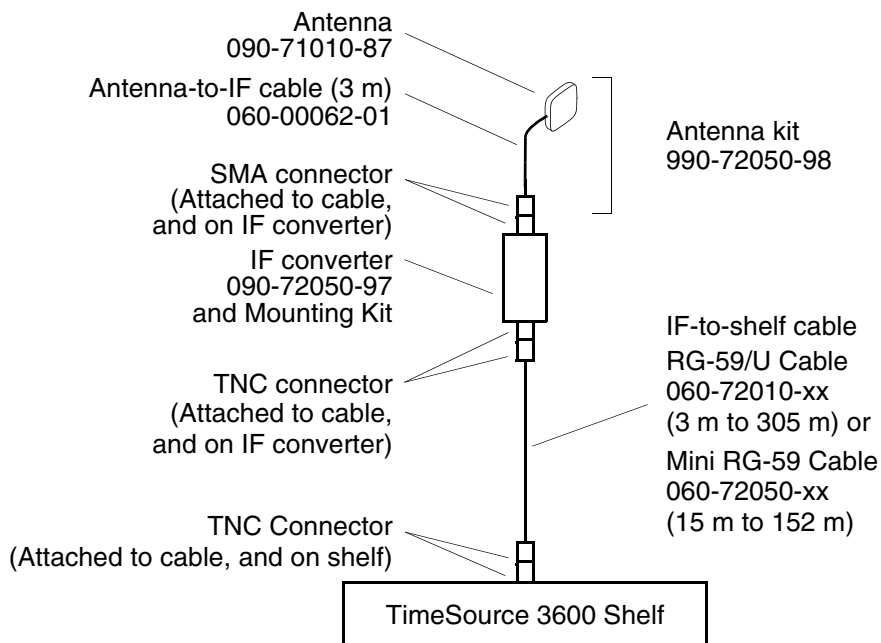 Antenna
090-71010-87
Antenna-to-IF cable (3 m)
060-00062-01
SMA connector
(Attached to cable,
and on IF converter)
IF converter
090-72050-97
and Mounting Kit
TNC connector
(Attached to cable,
and on IF converter)
TNC Connector
(Attached to cable, and on shelf)
Antenna kit
990-72050-98
IF-to-shelf cable
RG-59/U Cable
060-72010-xx
(3 m to 305 m) or
Mini RG-59 Cable
060-72050-xx
(15 m to 152 m)
TimeSource 3600 Shelf